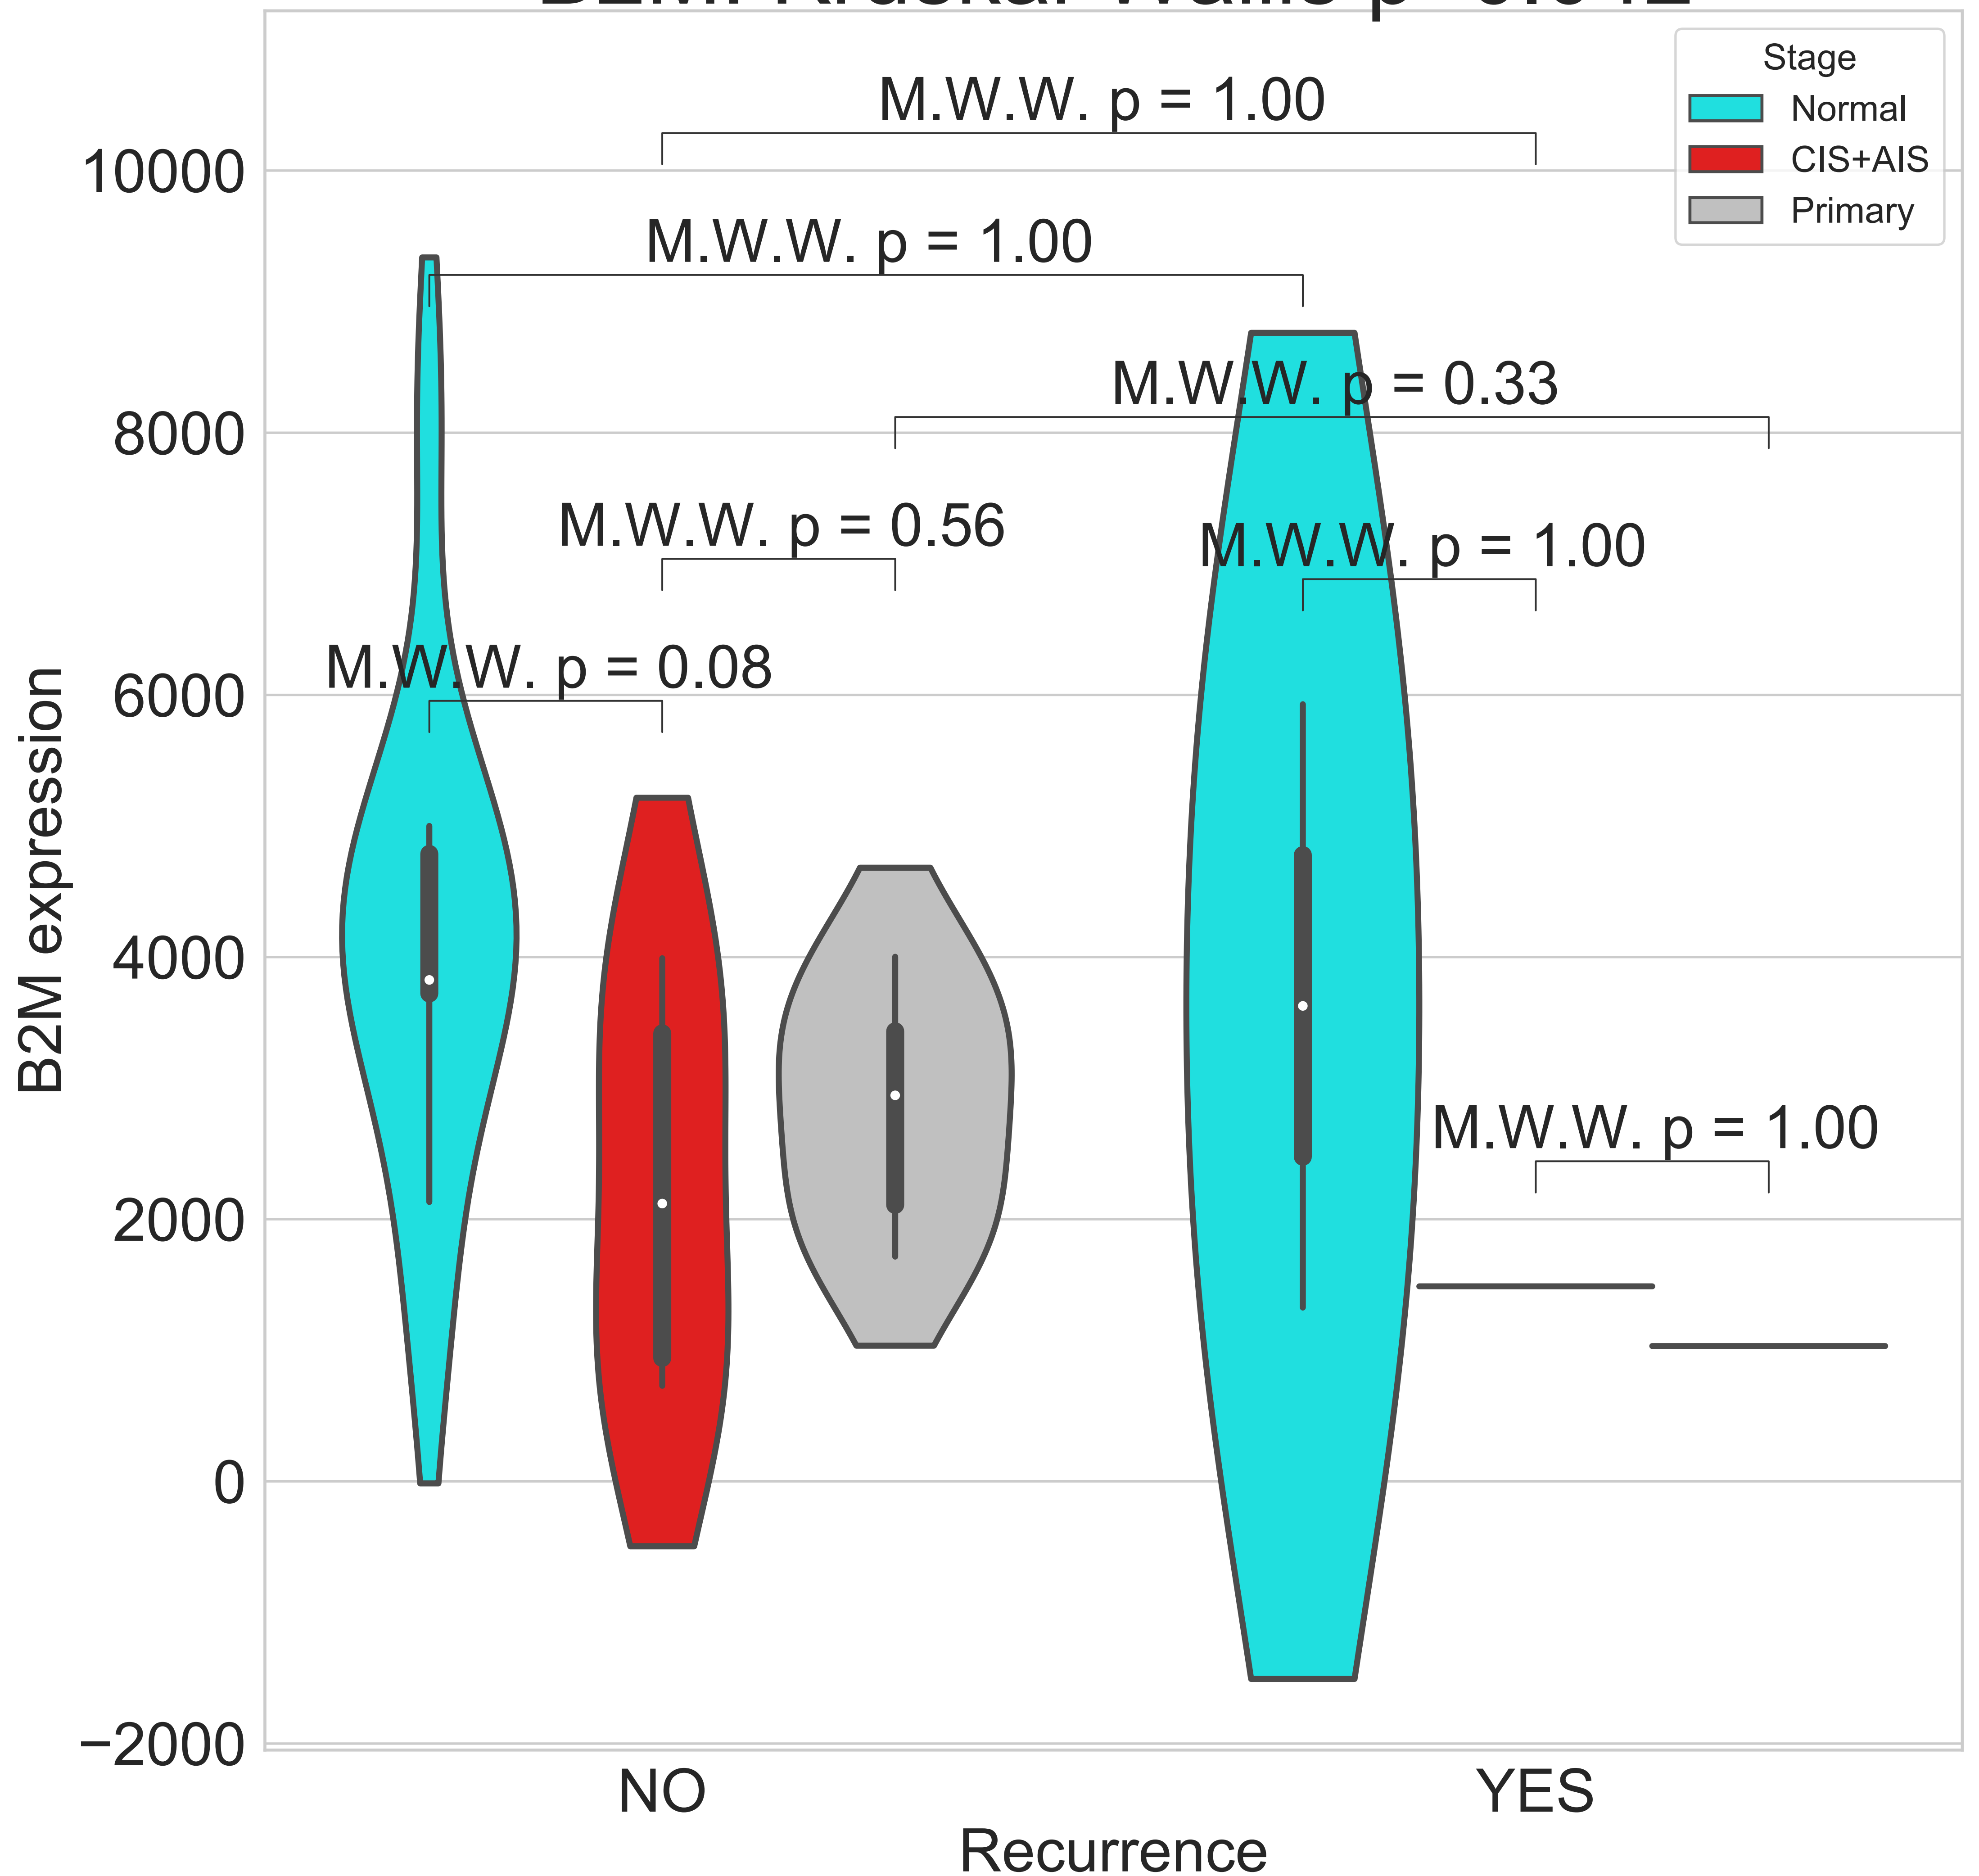 Stage
Normal
CIS+AIS
Primary
M.W.W. p = 1.00
M.W.W. p = 1.00
M.W.W. p = 0.33
M.W.W. p = 0.56
M.W.W. p = 1.00
M.W.W. p = 0.08
M.W.W. p = 1.00
10000
8000
6000
4000
2000
0
−2000
B2M expression
NO
YES
Recurrence